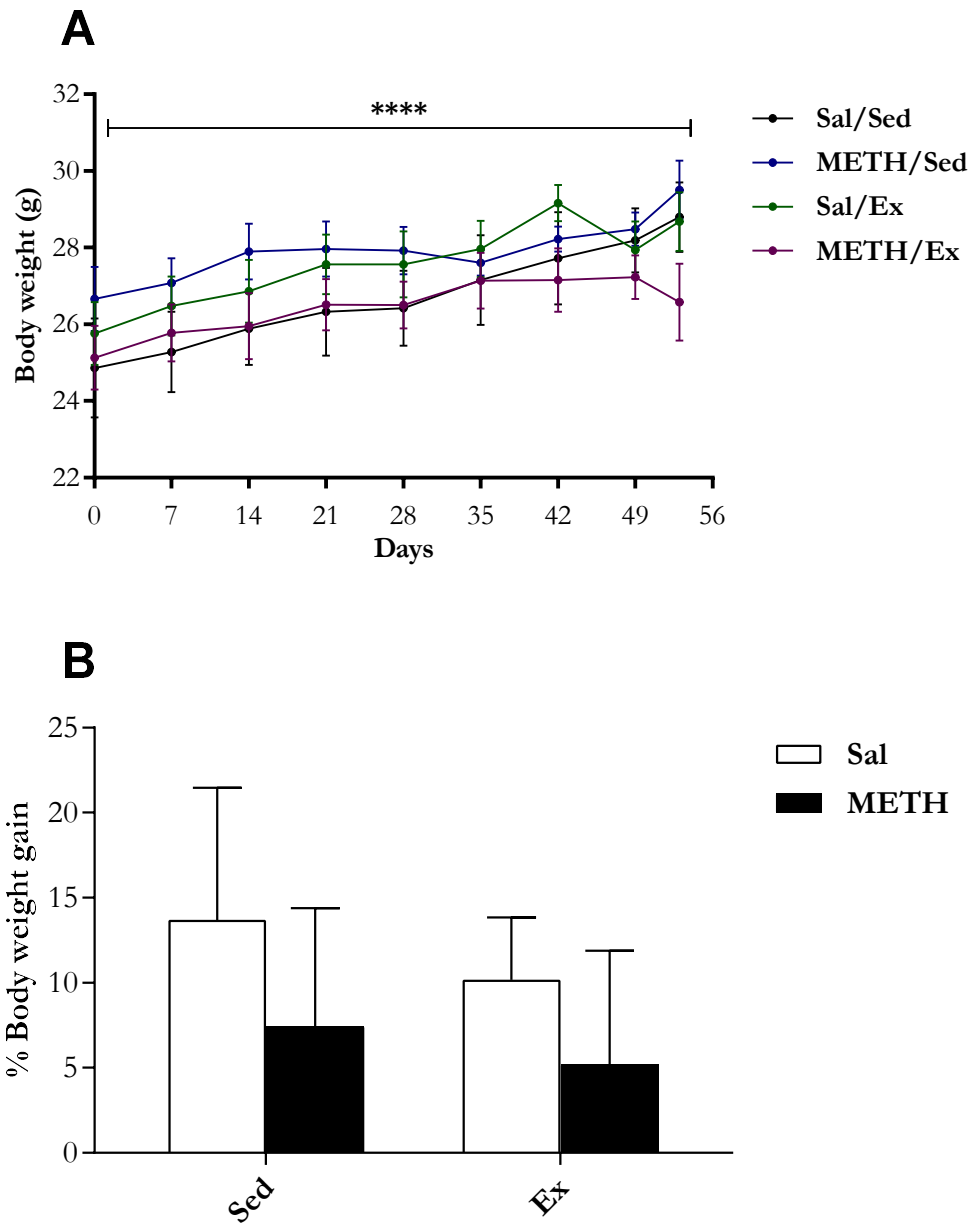 A
32
30
28
26
24
22
Body weight (g)
****
Sal/Sed
METH/Sed
Sal/Ex
METH/Ex
0 7 14 21 28 35 42 49 56
Days
B
25
20
15
10
5
0
% Body weight gain
Sal
METH
Sed Ex